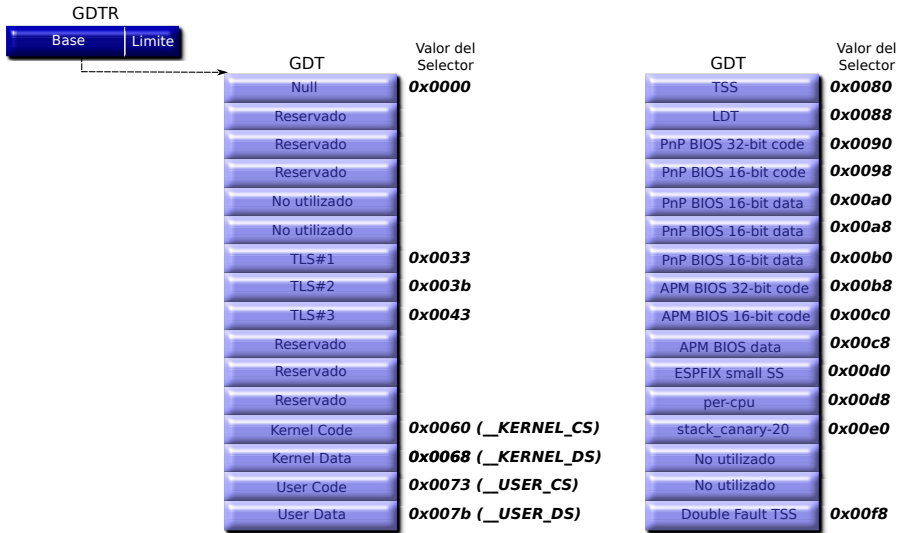 GDTR
Base Limite
GDT
Valor del
Selector
Null 0x0000
Reservado
Reservado
Reservado
No utilizado
No utilizado
TLS#1 0x0033
TLS#2 0x003b
TLS#3 0x0043
Reservado
Reservado
Reservado
Kernel Code 0x0060 (__KERNEL_CS)
Kernel Data 0x0068 (__KERNEL_DS)
User Code 0x0073 (__USER_CS)
User Data 0x007b (__USER_DS)
GDT
Valor del
Selector
TSS 0x0080
LDT 0x0088
PnP BIOS 32-bit code 0x0090
PnP BIOS 16-bit code 0x0098
PnP BIOS 16-bit data 0x00a0
PnP BIOS 16-bit data 0x00a8
PnP BIOS 16-bit data 0x00b0
APM BIOS 32-bit code 0x00b8
APM BIOS 16-bit code 0x00c0
APM BIOS data 0x00c8
ESPFIX small SS 0x00d0
per-cpu 0x00d8
stack_canary-20 0x00e0
No utilizado
No utilizado
Double Fault TSS 0x00f8